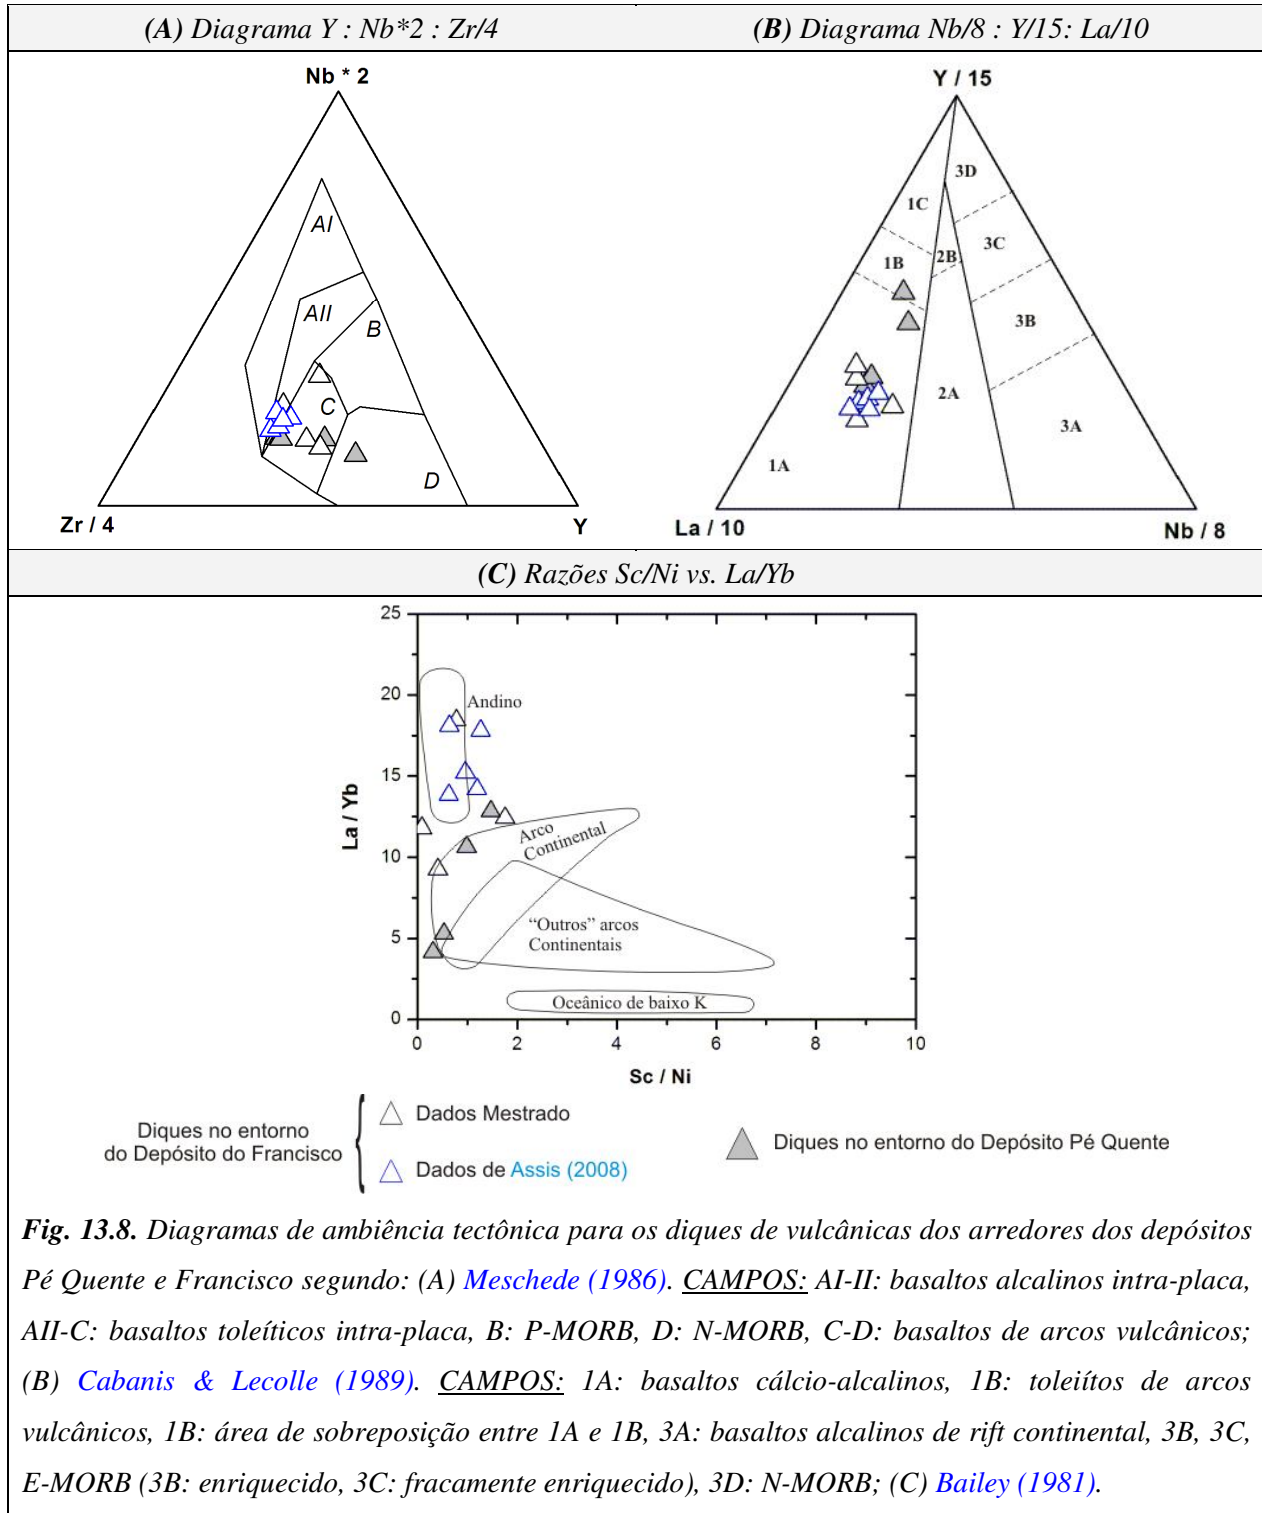 (A) Diagrama Y : Nb*2 : Zr/4
(B) Diagrama Nb/8 : Y/15: La/10
Nb * 2
AI
AII
B
C
D
Zr / 4
Y
Y / 15
3D
1C
3C
2B
1B
3B
2A
3A
1A
La / 10
Nb / 8
(C) Razões Sc/Ni vs. La/Yb
25
20
15
10
5
0
La / Yb
Andino
Arco
Continental
“Outros” arcos
Continentais
Oceânico de baixo K
0
2
4
6
8
10
Sc / Ni
Diques no entorno
do Depósito do Francisco
Dados Mestrado
Dados de Assis (2008)
Diques no entorno do Depósito Pé Quente
Fig. 13.8. Diagramas de ambiência tectônica para os diques de vulcânicas dos arredores dos depósitos
Pé Quente e Francisco segundo: (A) Meschede (1986). CAMPOS: AI-II: basaltos alcalinos intra-placa,
AII-C: basaltos toleíticos intra-placa, B: P-MORB, D: N-MORB, C-D: basaltos de arcos vulcânicos;
(B) Cabanis & Lecolle (1989). CAMPOS: 1A: basaltos cálcio-alcalinos, 1B: toleiítos de arcos
vulcânicos, 1B: área de sobreposição entre 1A e 1B, 3A: basaltos alcalinos de rift continental, 3B, 3C,
E-MORB (3B: enriquecido, 3C: fracamente enriquecido), 3D: N-MORB; (C) Bailey (1981).